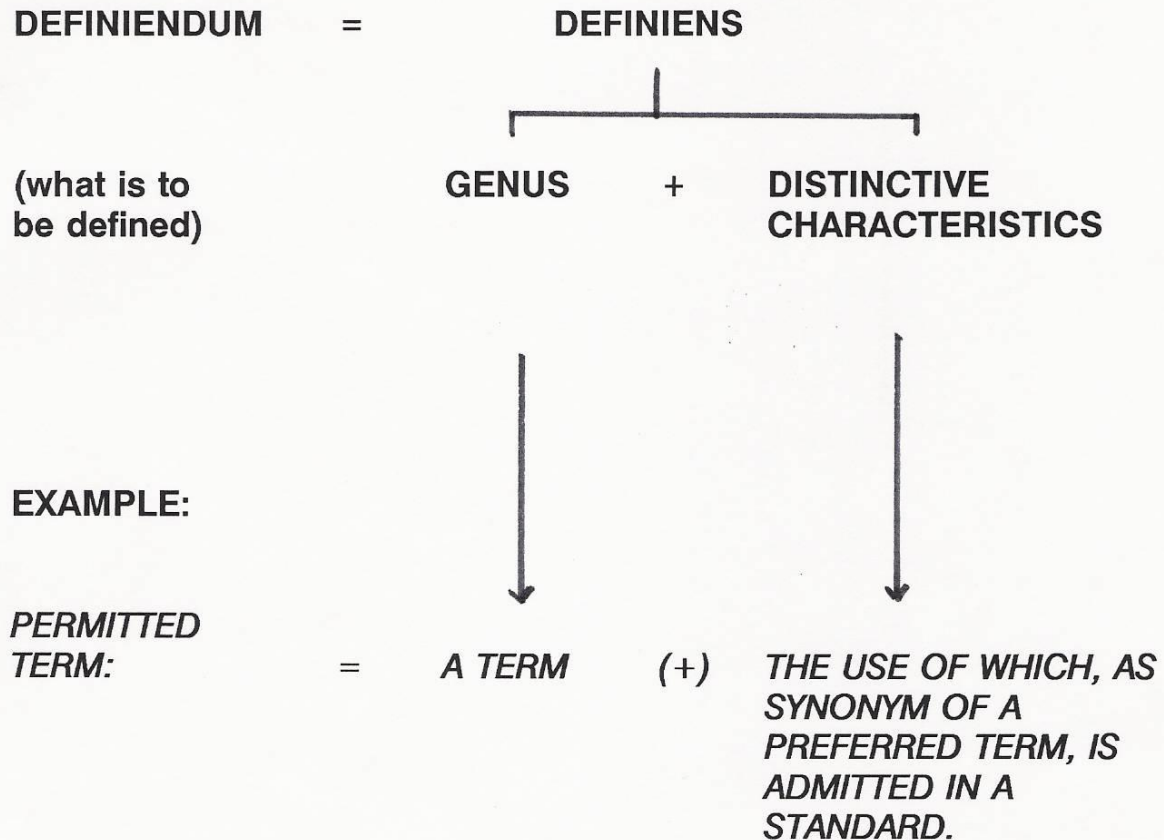 DEFINIENDUM = DEFINIENS
(what is to
be defined)
GENUS + DISTINCTIVE
CHARACTERISTICS
EXAMPLE:
PERMITTED
TERM: = A TERM (+) THE USE OF WHICH, AS
SYNONYM OF A
PREFERRED TERM, IS
ADMITTED IN A
STANDARD.